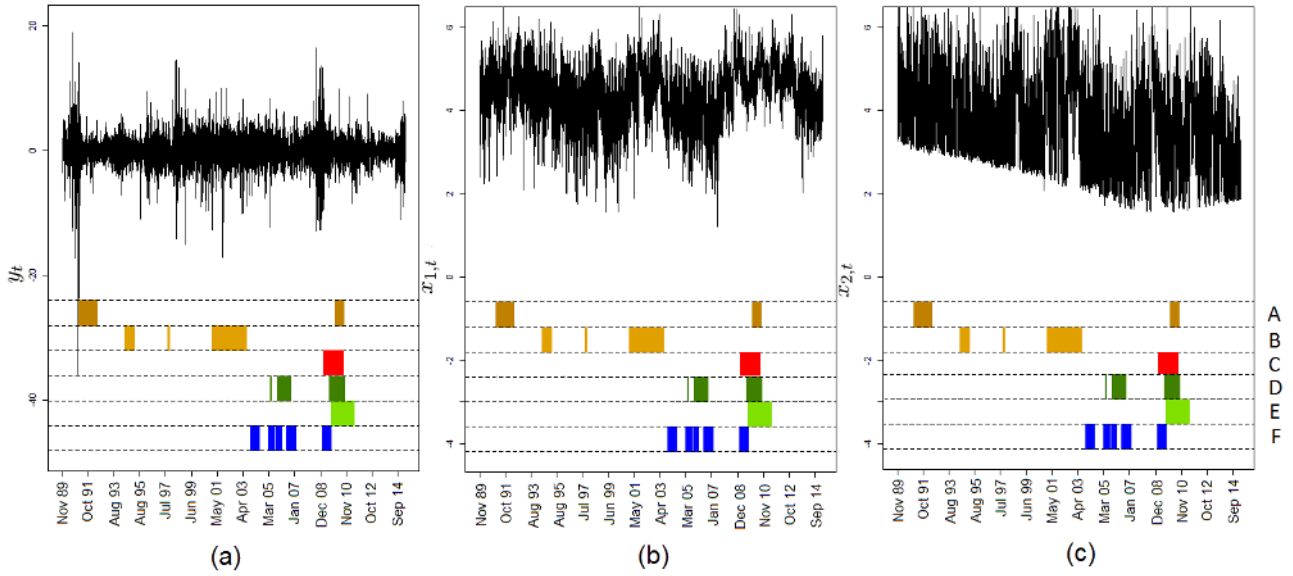 20
0
-20
-40
y_t
Nov 89
Oct 91
Aug 93
Aug 95
Jul 97
Jun 99
May 01
Apr 03
Mar 05
Jan 07
Dec 08
Nov 10
Oct 12
Sep 14
(a)
6
4
2
0
-2
-4
x_{1,t}
Nov 89
Oct 91
Aug 93
Aug 95
Jul 97
Jun 99
May 01
Apr 03
Mar 05
Jan 07
Dec 08
Nov 10
Oct 12
Sep 14
(b)
6
4
2
0
-2
-4
x_{2,t}
Nov 89
Oct 91
Aug 93
Aug 95
Jul 97
Jun 99
May 01
Apr 03
Mar 05
Jan 07
Dec 08
Nov 10
Oct 12
Sep 14
(c)
A
B
C
D
E
F